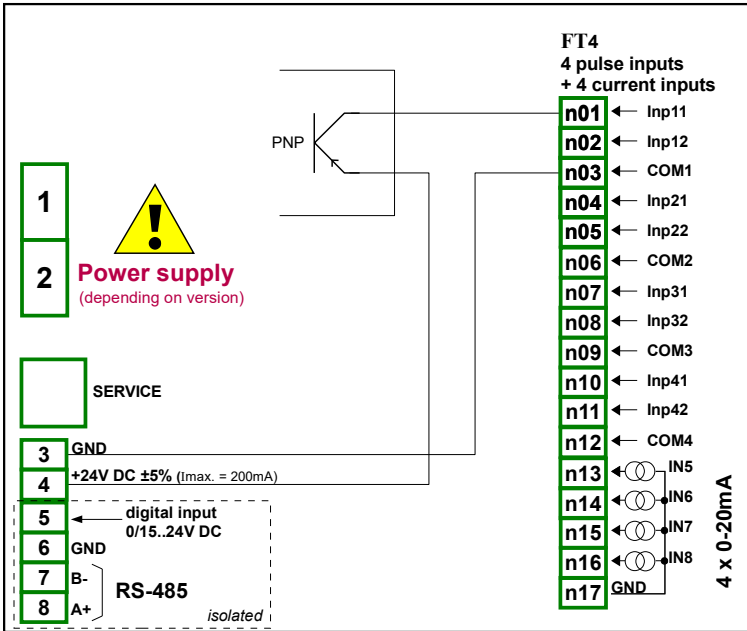 FT4
4 pulse inputs
+ 4 current inputs
PNP
n01 Inp11
n02 Inp12
n03 COM1
n04 Inp21
n05 Inp22
n06 COM2
n07 Inp31
n08 Inp32
n09 COM3
n10 Inp41
n11 Inp42
n12 COM4
n13 IN5
n14 IN6
n15 IN7
n16 IN8
n17 GND
4 x 0-20mA
1
2
!
Power supply
(depending on version)
SERVICE
3 GND
4 +24V DC ±5% (Imax. = 200mA)
5 digital input
0/15..24V DC
6 GND
7 B-
8 A+
RS-485
isolated